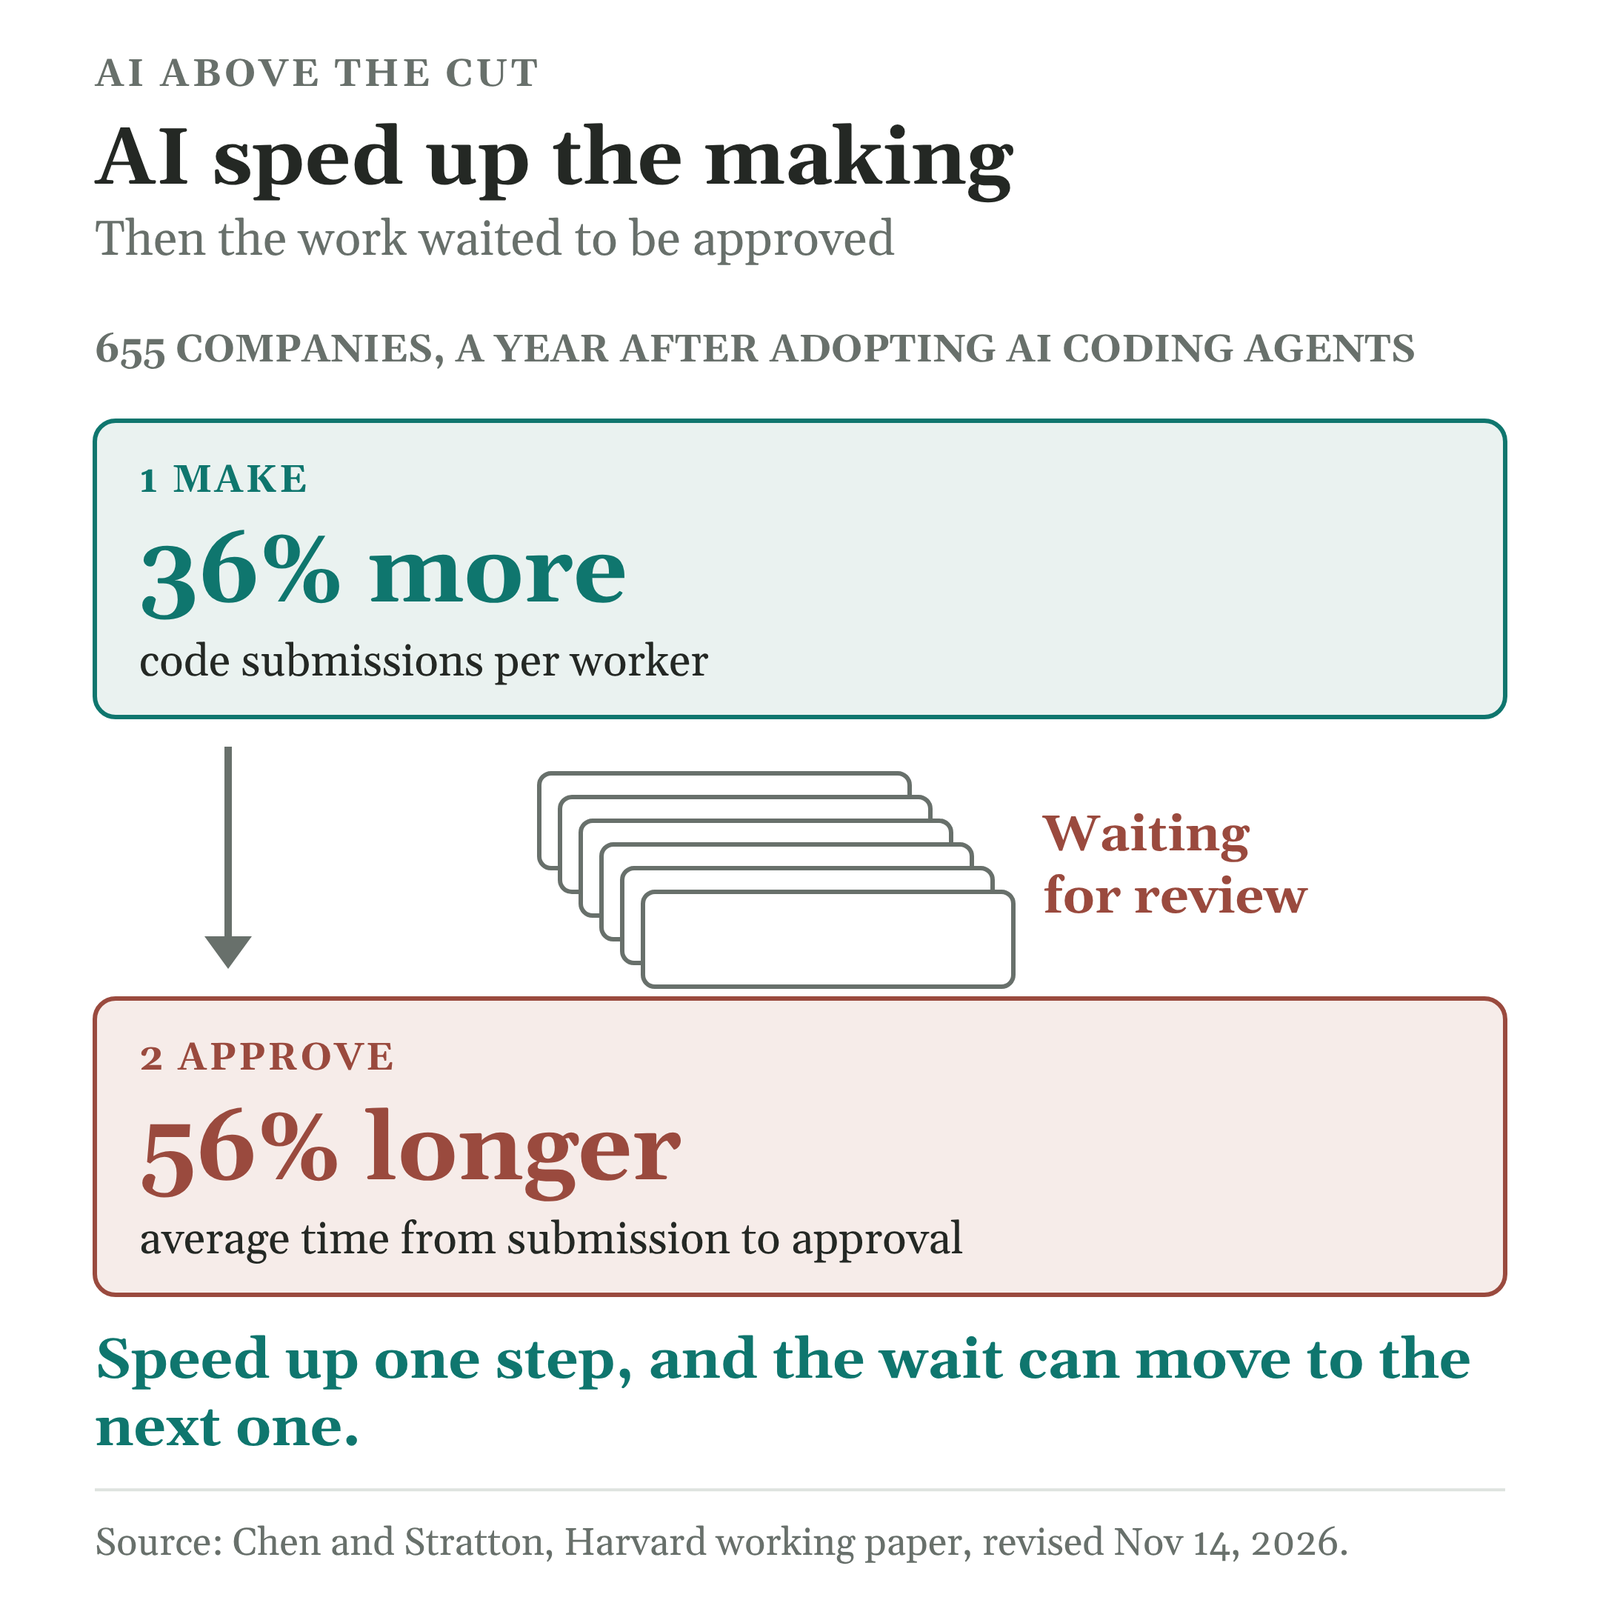 AI ABOVE THE CUT
AI sped up the making
Then the work waited to be approved
655 COMPANIES, A YEAR AFTER ADOPTING AI CODING AGENTS
1 MAKE
36% more
code submissions per worker
Waiting
for review
2 APPROVE
56% longer
average time from submission to approval
Speed up one step, and the wait can move to the
next one.
Source: Chen and Stratton, Harvard working paper, revised Nov 14, 2026.